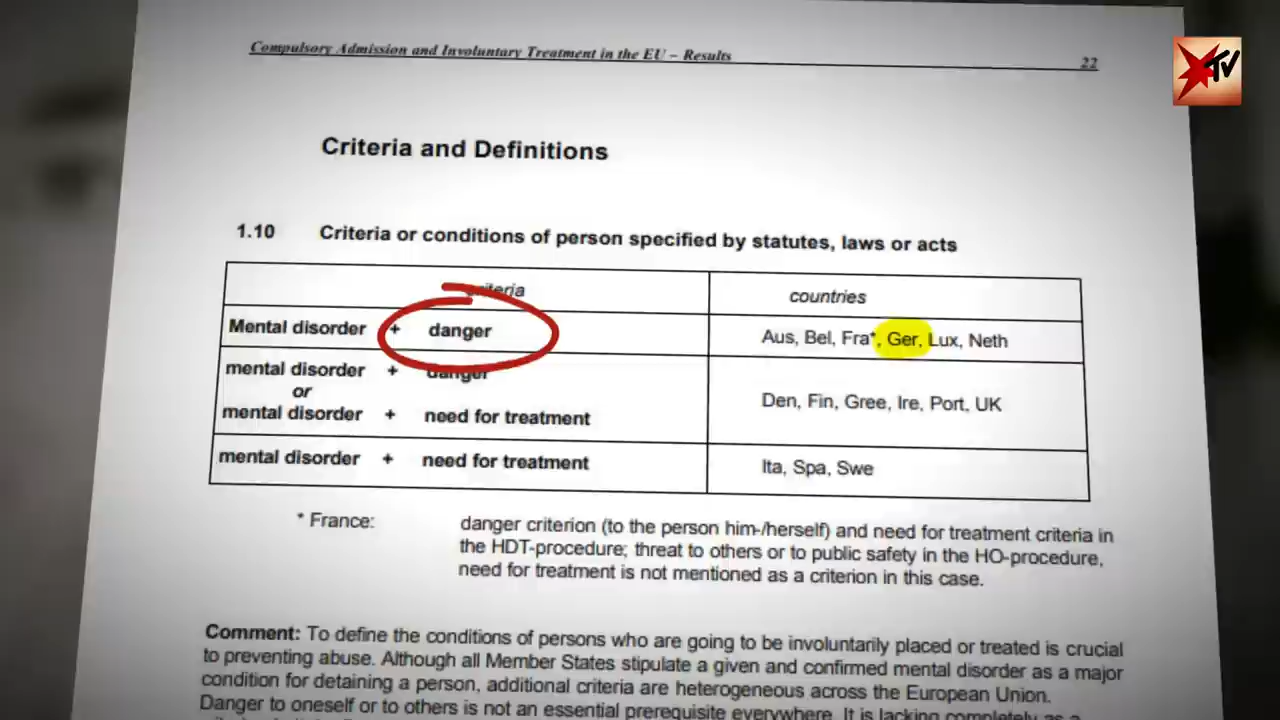 Compulsory Admission and Involuntary Treatment in the EU – Results 22
TV
Criteria and Definitions
1.10 Criteria or conditions of person specified by statutes, laws or acts
criteria countries
Mental disorder + danger Aus, Bel, Fra*, Ger, Lux, Neth
mental disorder + danger
or
mental disorder + need for treatment
Den, Fin, Gree, Ire, Port, UK
mental disorder + need for treatment Ita, Spa, Swe
* France: danger criterion (to the person him-/herself) and need for treatment criteria in
the HDT-procedure; threat to others or to public safety in the HO-procedure,
need for treatment is not mentioned as a criterion in this case.
Comment: To define the conditions of persons who are going to be involuntarily placed or treated is crucial
to preventing abuse. Although all Member States stipulate a given and confirmed mental disorder as a major
condition for detaining a person, additional criteria are heterogeneous across the European Union.
Danger to oneself or to others is not an essential prerequisite everywhere. It is lacking completely as a